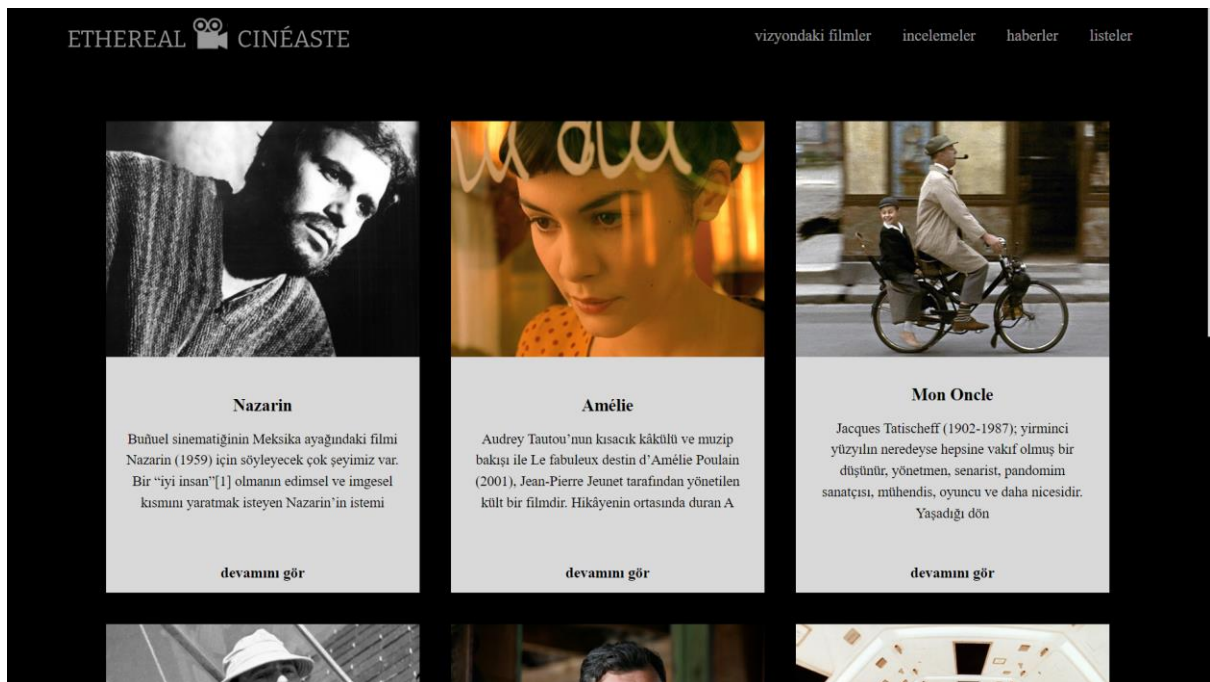 ETHEREAL CINÉASTE
vizyondaki filmler
incelemeler
haberler
listeler
Nazarin
Buñuel sinematiğinin Meksika ayağındaki filmi
Nazarin (1959) için söyleyecek çok şeyimiz var.
Bir “iyi insan”[1] olmanın edimsel ve imgesel
kısmını yaratmak isteyen Nazarin’in istemi
devamını gör
Amélie
Audrey Tautou’nun kısacık kâkülü ve muzip
bakışı ile Le fabuleux destin d’Amélie Poulain
(2001), Jean-Pierre Jeunet tarafından yönetilen
kült bir filmdir. Hikâyenin ortasında duran A
devamını gör
Mon Oncle
Jacques Tatischeff (1902-1987); yirminci
yüzyılın neredeyse hepsine vakıf olmuş bir
düşünür, yönetmen, senarist, pandomim
sanatçısı, mühendis, oyuncu ve daha nicesidir.
Yaşadığı dön
devamını gör